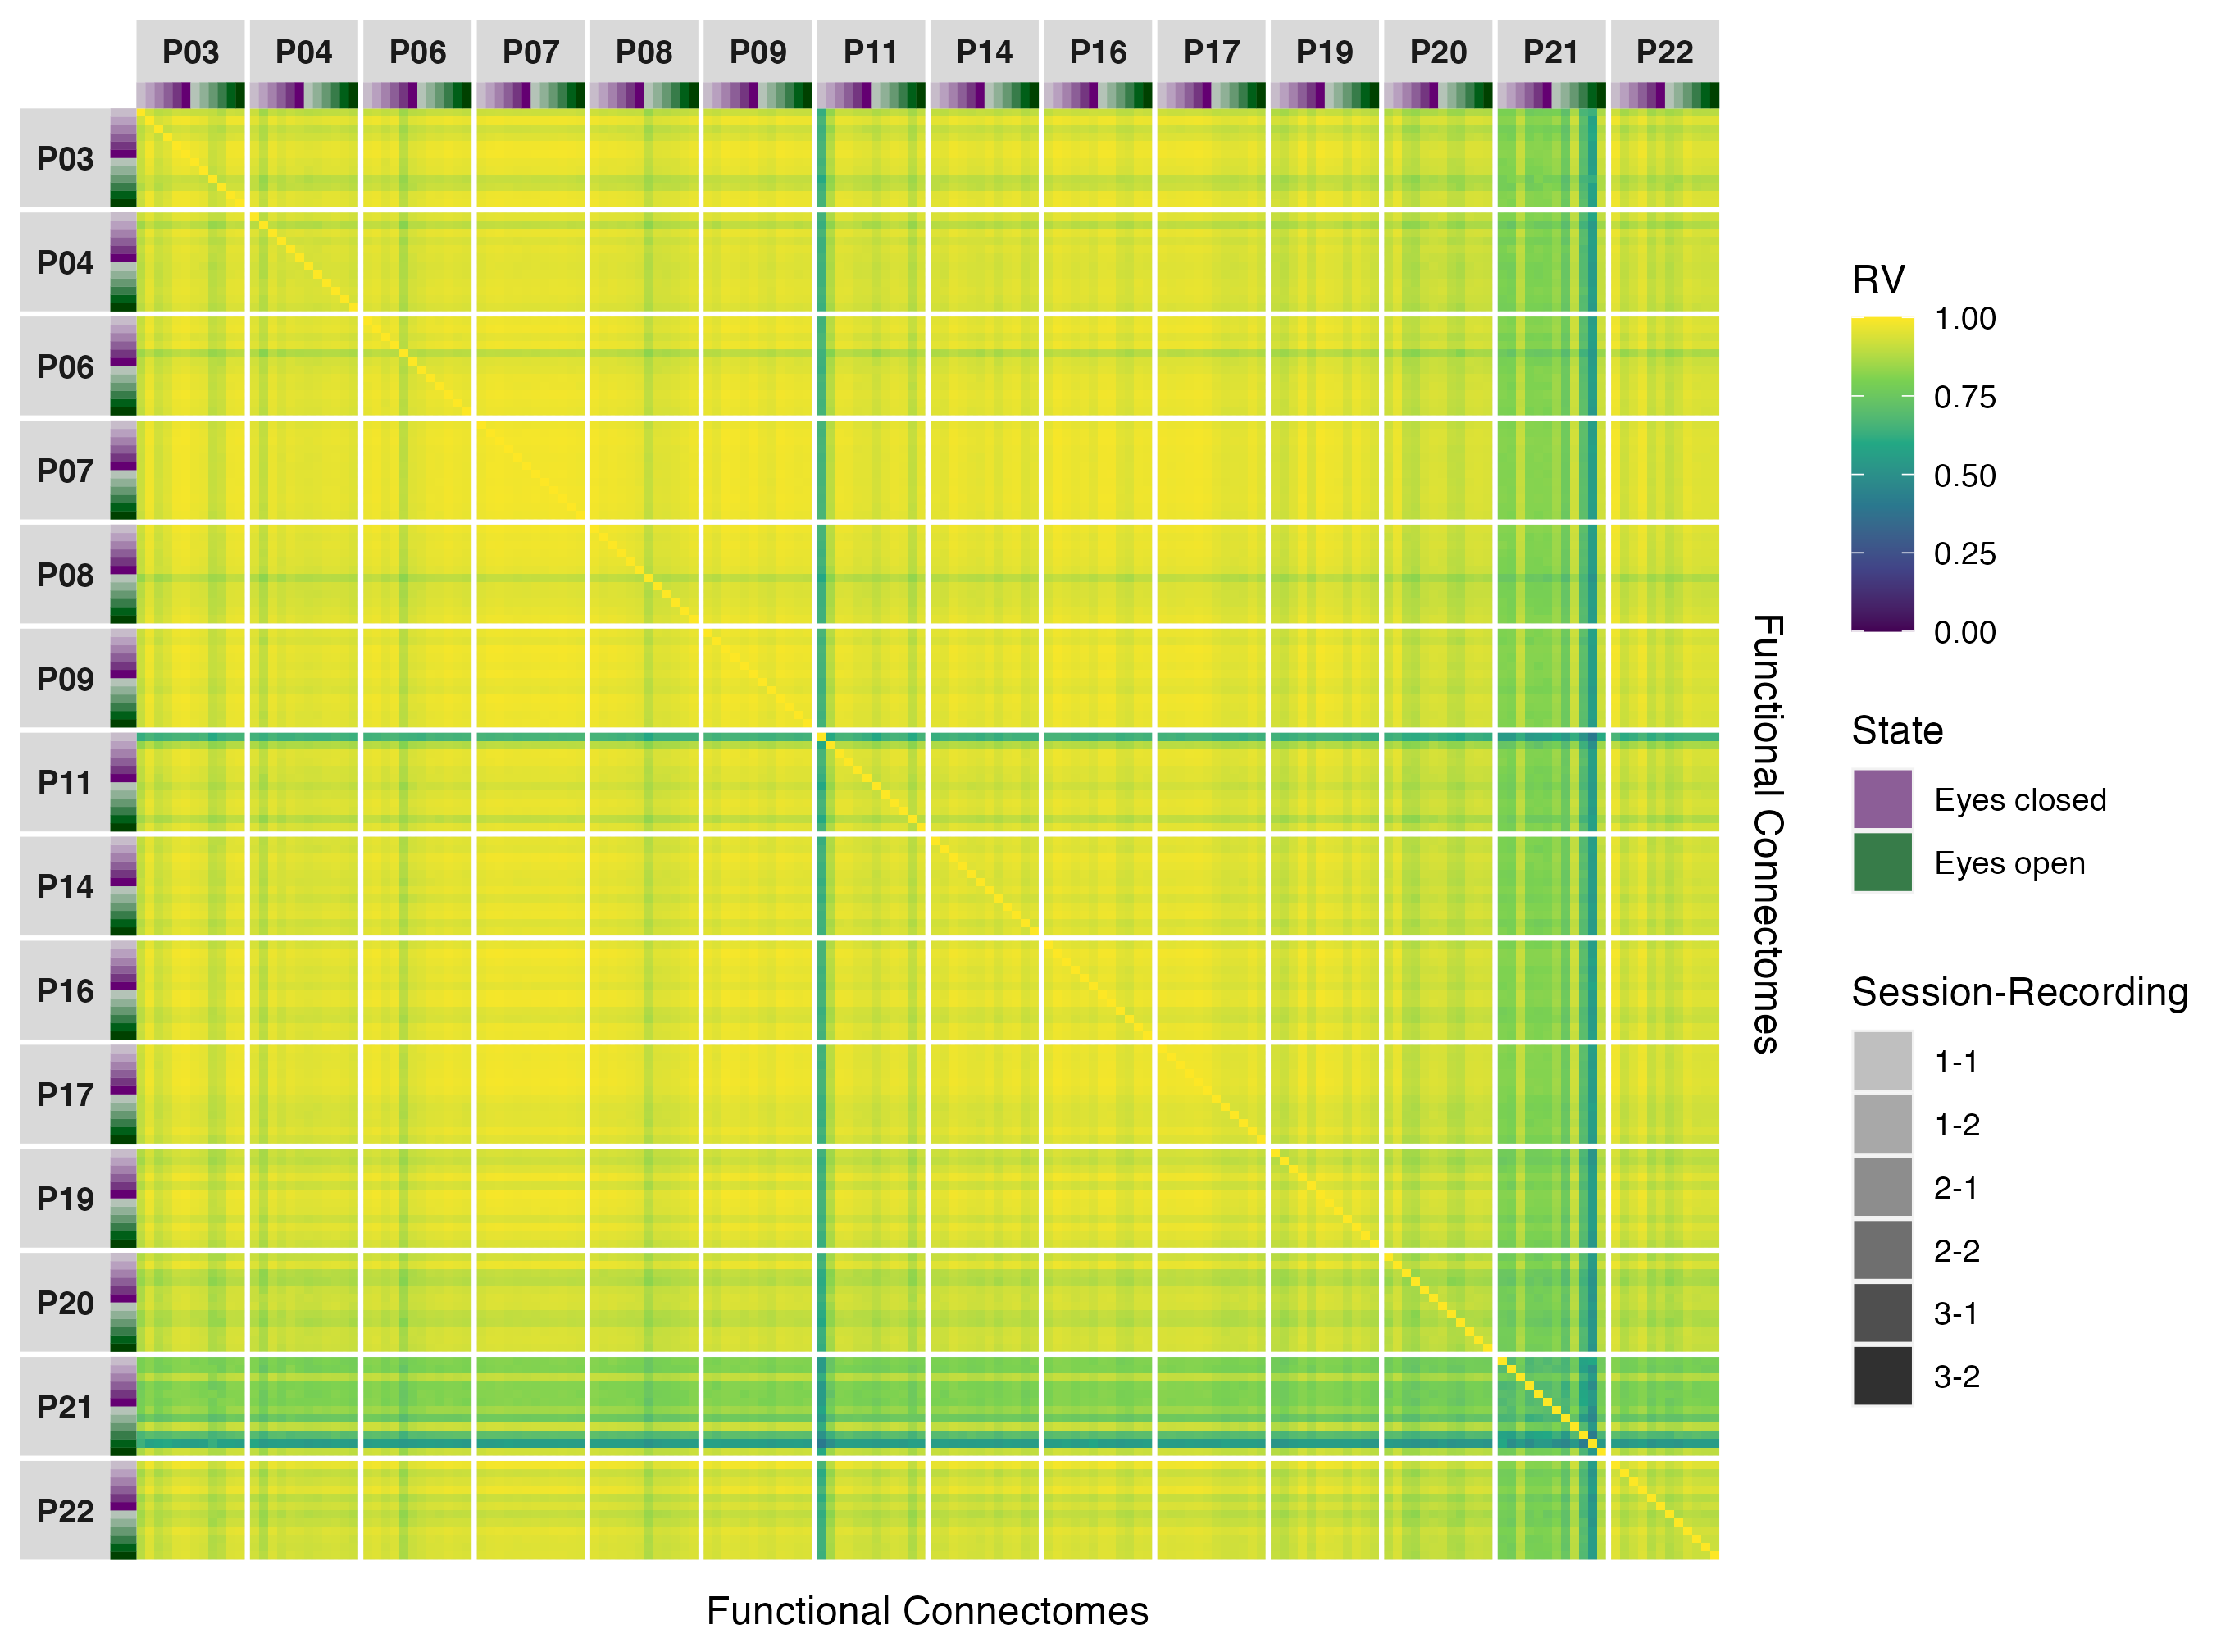 P03 P04 P06 P07 P08 P09 P11 P14 P16 P17 P19 P20 P21 P22
P03
P04
P06
P07
P08
P09
P11
P14
P16
P17
P19
P20
P21
P22
Functional Connectomes
Functional Connectomes
RV
1.00
0.75
0.50
0.25
0.00
State
Eyes closed
Eyes open
Session-Recording
1-1
1-2
2-1
2-2
3-1
3-2